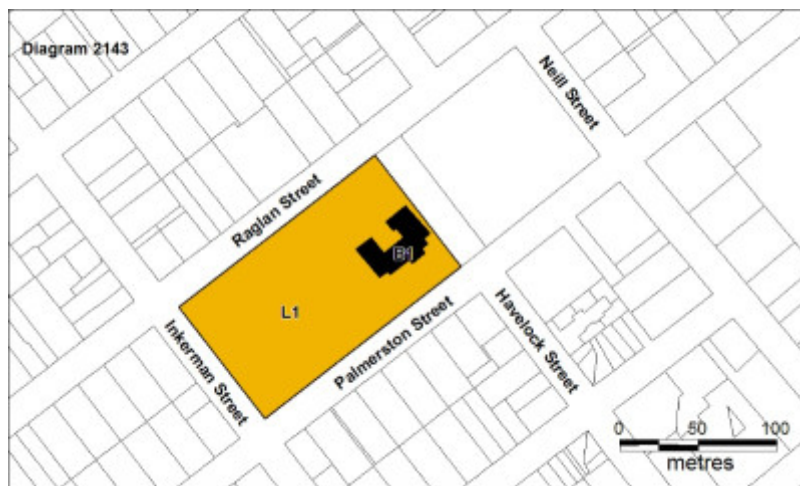 Diagram 2143
Neill Street
Raglan Street
B1
L1
Havelock Street
Palmerston Street
Inkerman Street
0 50 100
metres